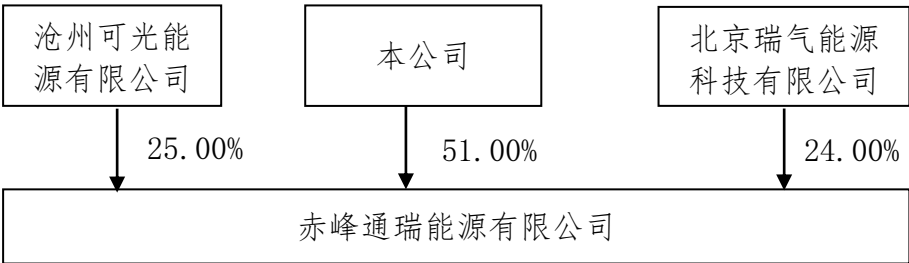 沧州可光能
源有限公司
本公司
北京瑞气能源
科技有限公司
25.00%
51.00%
24.00%
赤峰通瑞能源有限公司